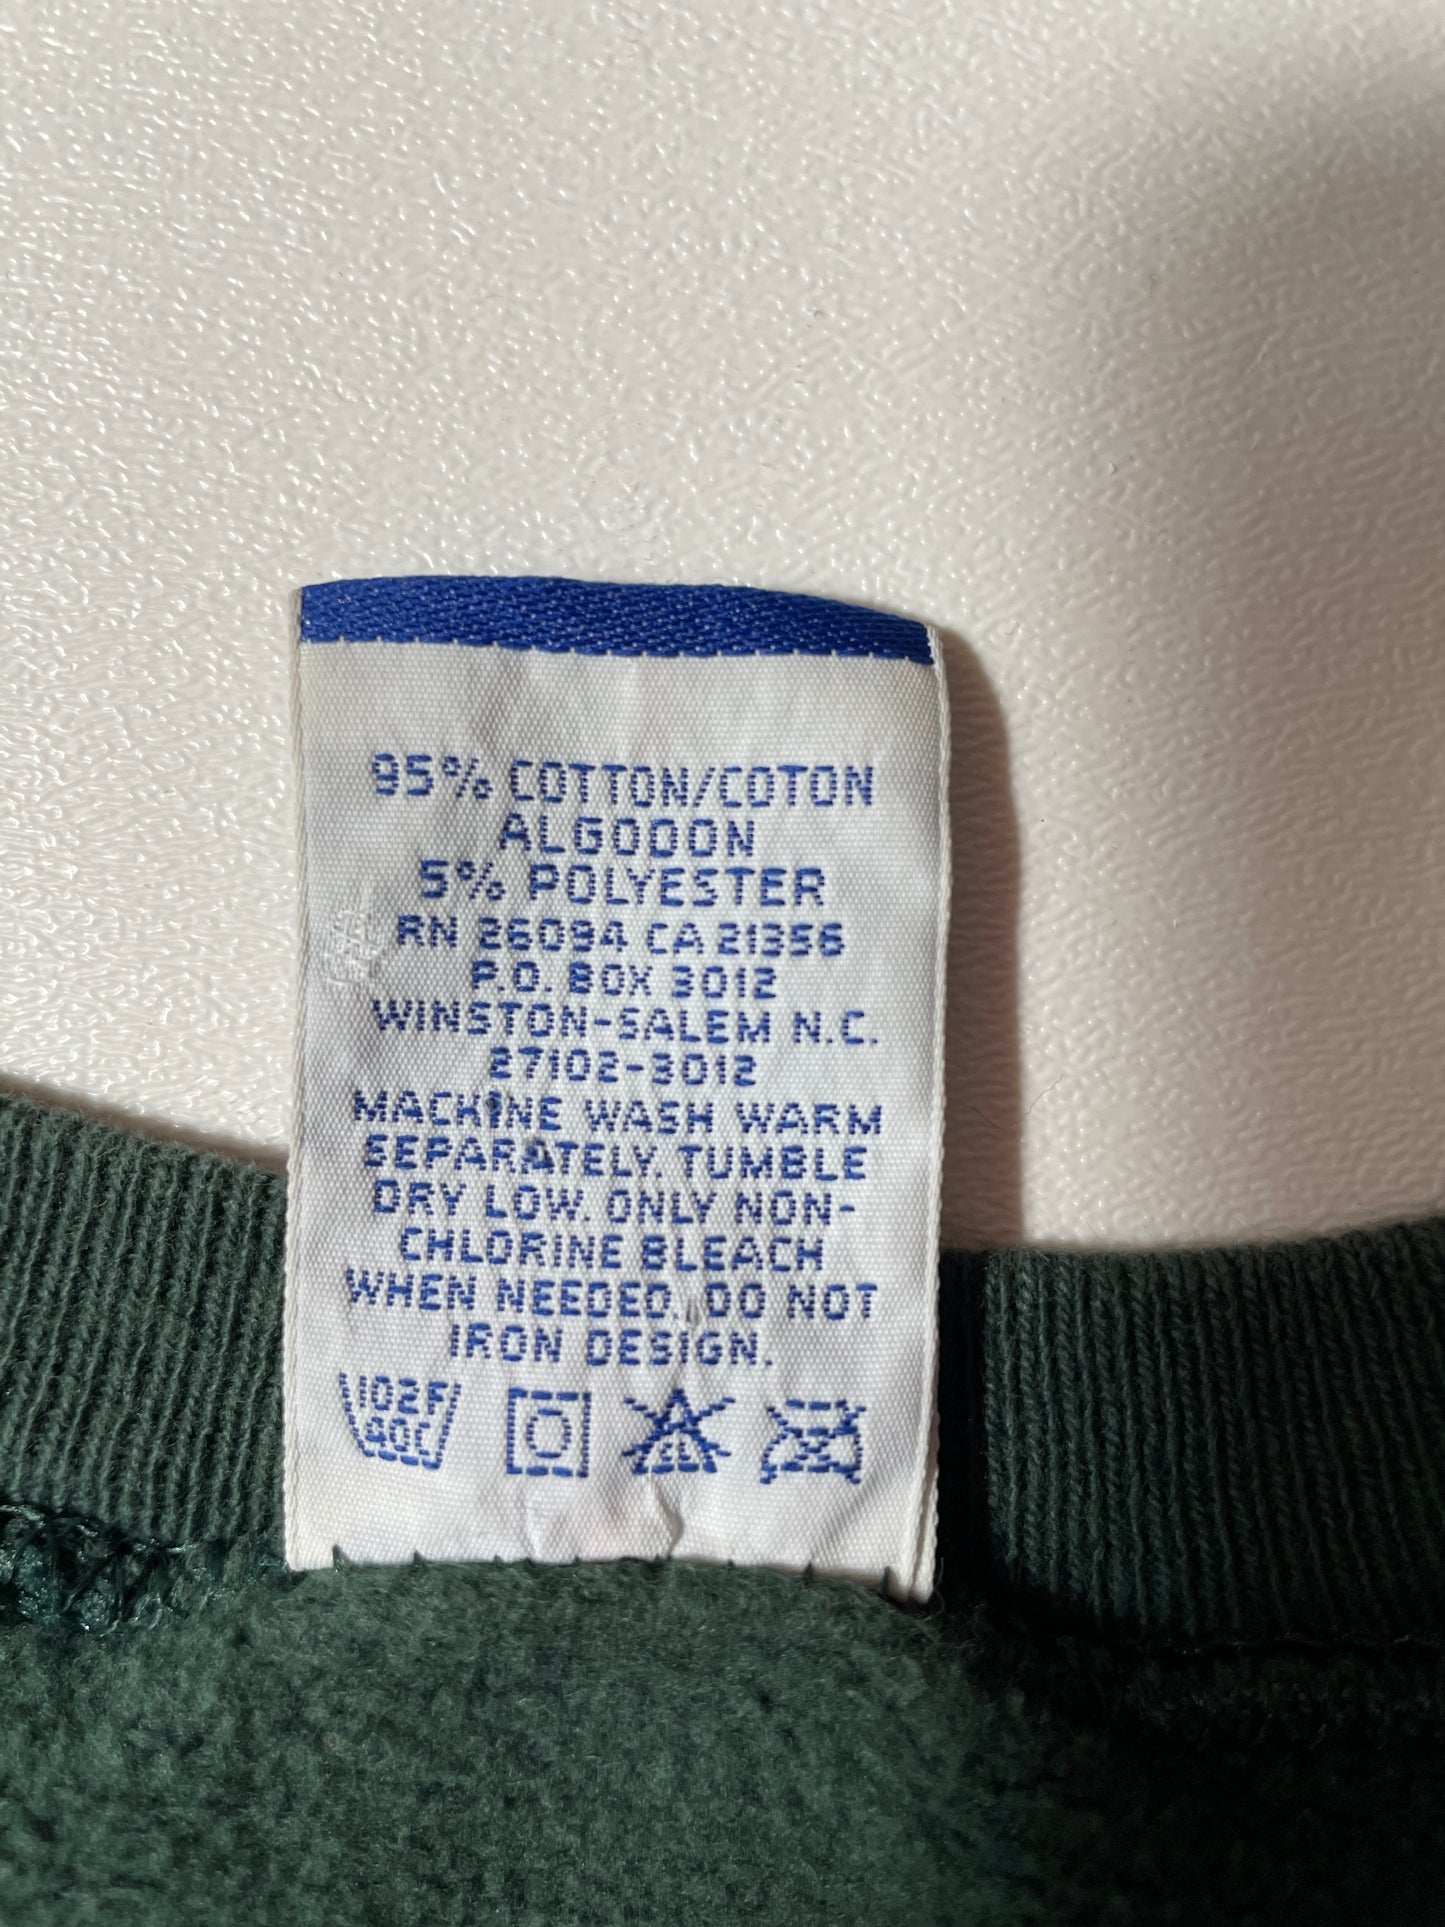 95% COTTON/COTON
ALGODON
5% POLYESTER
RN 26094 CA 21356
P.O. BOX 3012
WINSTON-SALEM N.C.
27102-3012
MACHINE WASH WARM
SEPARATELY. TUMBLE
DRY LOW. ONLY NON-
CHLORINE BLEACH
WHEN NEEDED. DO NOT
IRON DESIGN.
102F
40C
CL